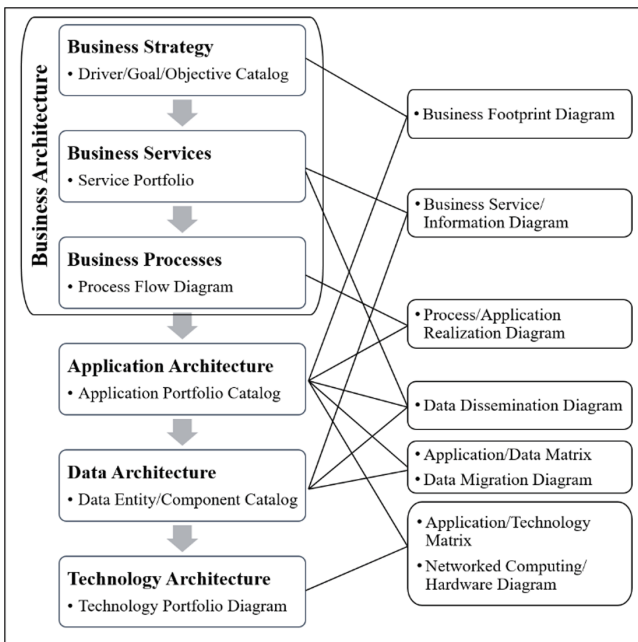 Business Architecture
Business Strategy
• Driver/Goal/Objective Catalog
Business Services
• Service Portfolio
Business Processes
• Process Flow Diagram
Application Architecture
• Application Portfolio Catalog
Data Architecture
• Data Entity/Component Catalog
Technology Architecture
• Technology Portfolio Diagram
• Business Footprint Diagram
• Business Service/
Information Diagram
• Process/Application
Realization Diagram
• Data Dissemination Diagram
• Application/Data Matrix
• Data Migration Diagram
• Application/Technology
Matrix
• Networked Computing/
Hardware Diagram